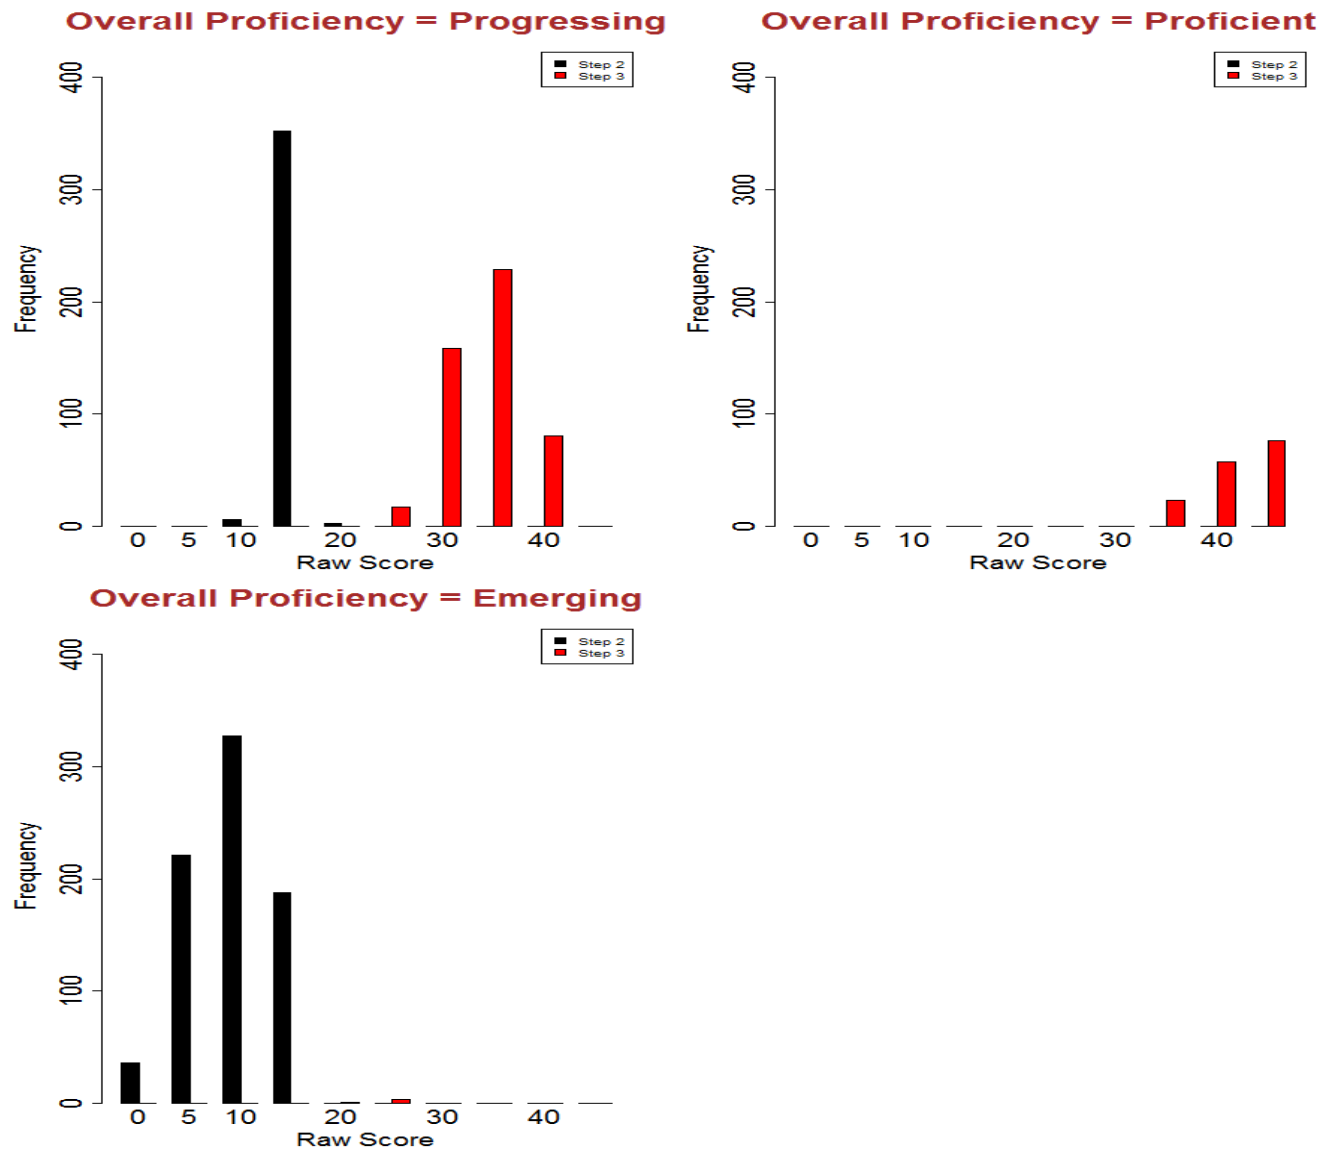 Overall Proficiency = Progressing
Step 2
Step 3
400
300
200
100
0
Frequency
0 5 10 20 30 40
Raw Score
Overall Proficiency = Proficient
Step 2
Step 3
400
300
200
100
0
Frequency
0 5 10 20 30 40
Raw Score
Overall Proficiency = Emerging
Step 2
Step 3
400
300
200
100
0
Frequency
0 5 10 20 30 40
Raw Score